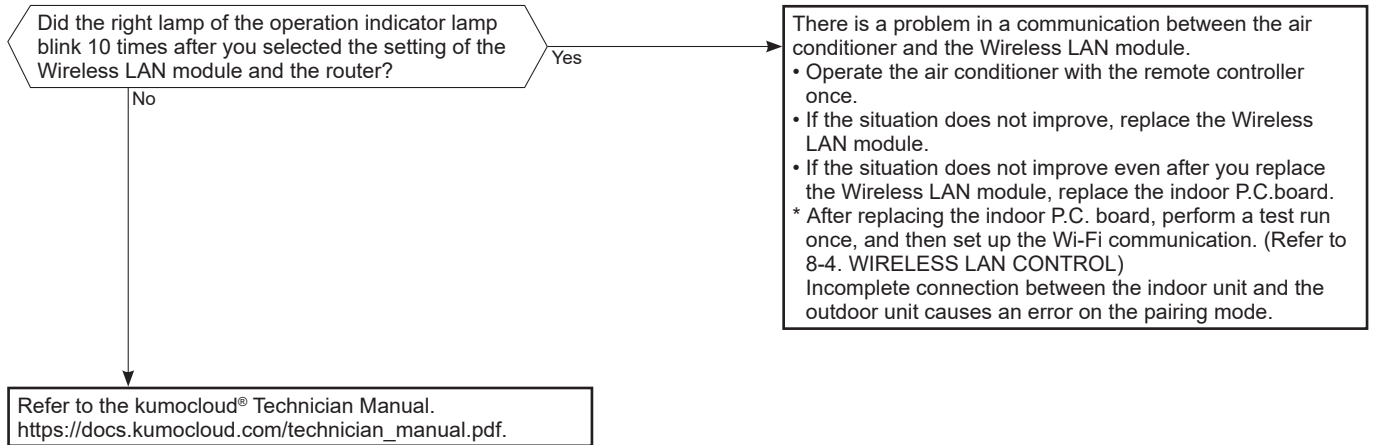 Did the right lamp of the operation indicator lamp
blink 10 times after you selected the setting of the
Wireless LAN module and the router?
Yes
No
There is a problem in a communication between the air
conditioner and the Wireless LAN module.
• Operate the air conditioner with the remote controller
once.
• If the situation does not improve, replace the Wireless
LAN module.
• If the situation does not improve even after you replace
the Wireless LAN module, replace the indoor P.C.board.
* After replacing the indoor P.C. board, perform a test run
once, and then set up the Wi-Fi communication. (Refer to
8-4. WIRELESS LAN CONTROL)
Incomplete connection between the indoor unit and the
outdoor unit causes an error on the pairing mode.
Refer to the kumocloud® Technician Manual.
https://docs.kumocloud.com/technician_manual.pdf.